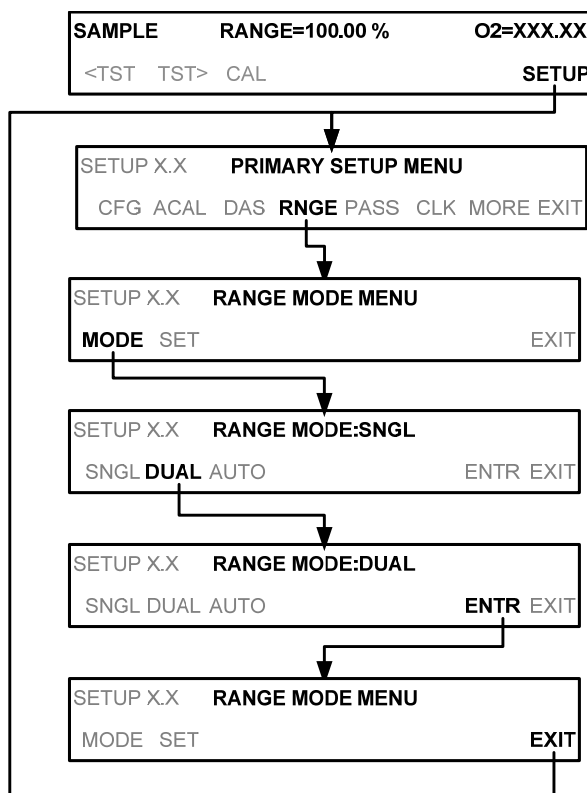 SAMPLE RANGE=100.00 % O2=XXX.XX
<TST TST> CAL SETUP
SETUP X.X PRIMARY SETUP MENU
CFG ACAL DAS RNGE PASS CLK MORE EXIT
SETUP X.X RANGE MODE MENU
MODE SET EXIT
SETUP X.X RANGE MODE:SNGL
SNGL DUAL AUTO ENTR EXIT
SETUP X.X RANGE MODE:DUAL
SNGL DUAL AUTO ENTR EXIT
SETUP X.X RANGE MODE MENU
MODE SET EXIT